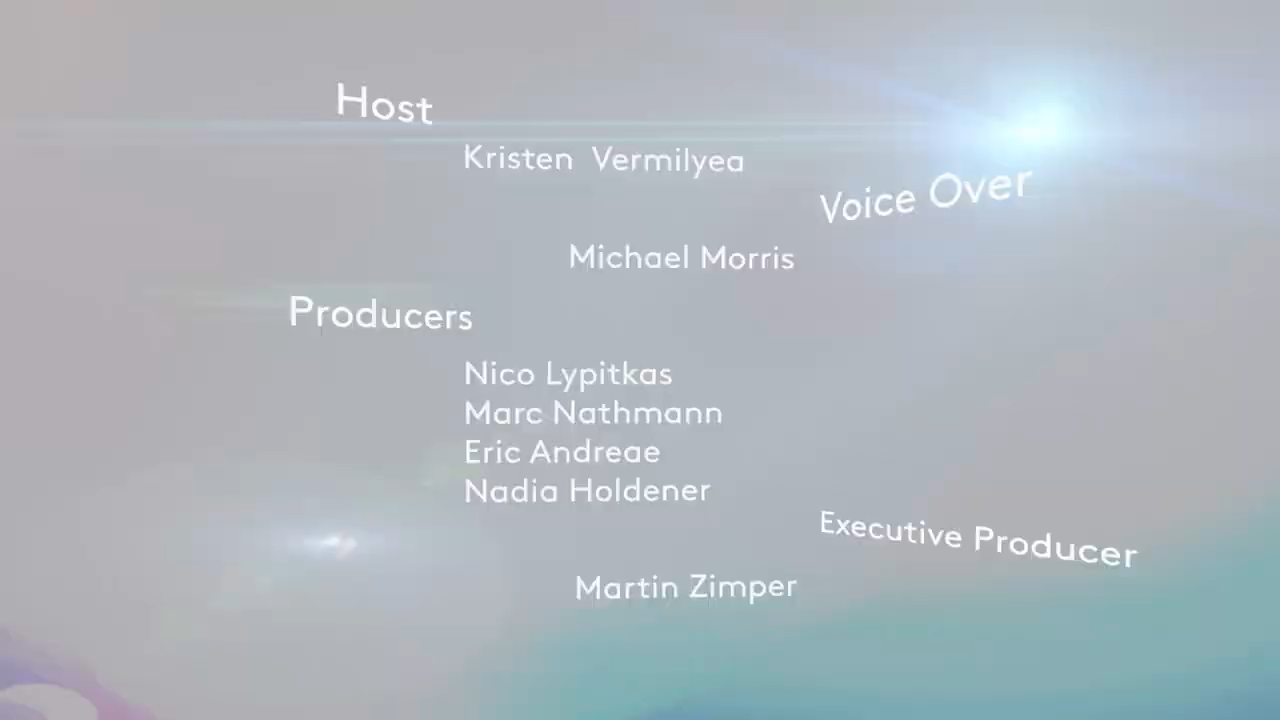 Host
Kristen Vermilyea
Voice Over
Michael Morris
Producers
Nico Lypitkas
Marc Nathmann
Eric Andreae
Nadia Holdener
Executive Producer
Martin Zimper